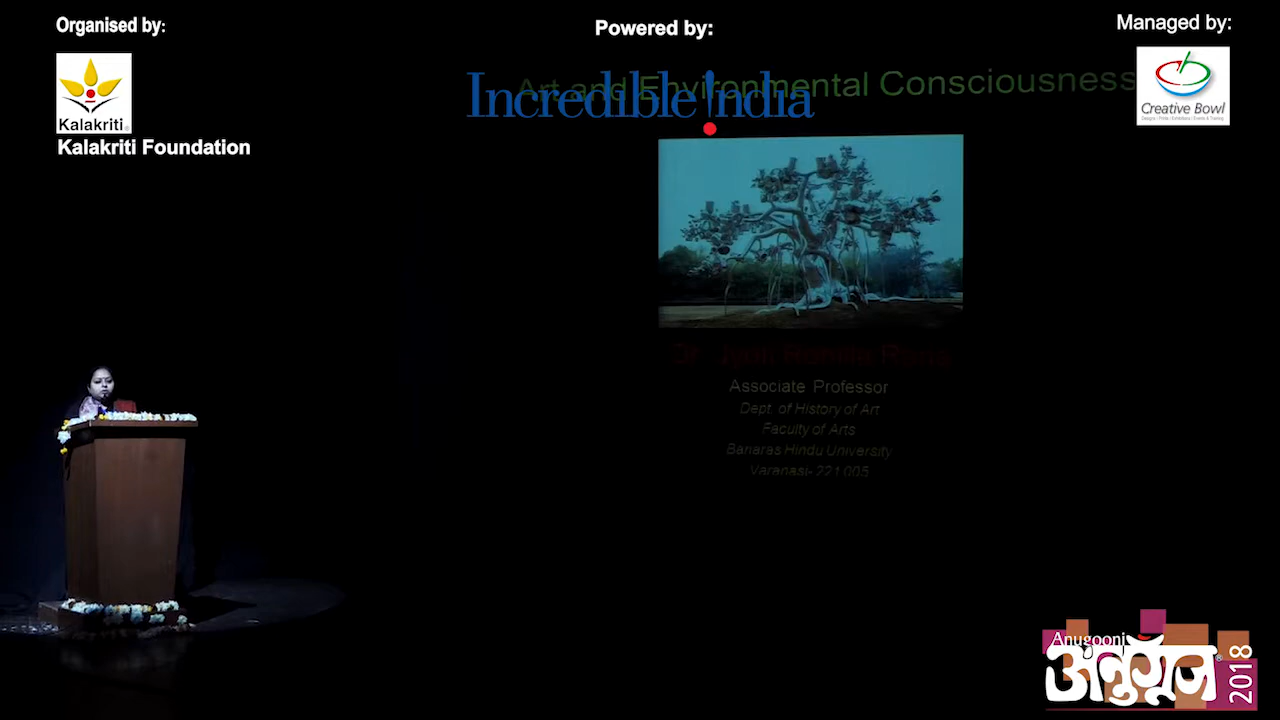 Organised by:
Powered by:
Managed by:
Kalakriti
Kalakriti Foundation
Incredible !ndia
Art and Environmental Consciousness
Creative Bowl
Associate Professor
Dept. of History of Art
Faculty of Arts
Banaras Hindu University
Varanasi- 221 005
Anugoonj
अनुगूँज
2018